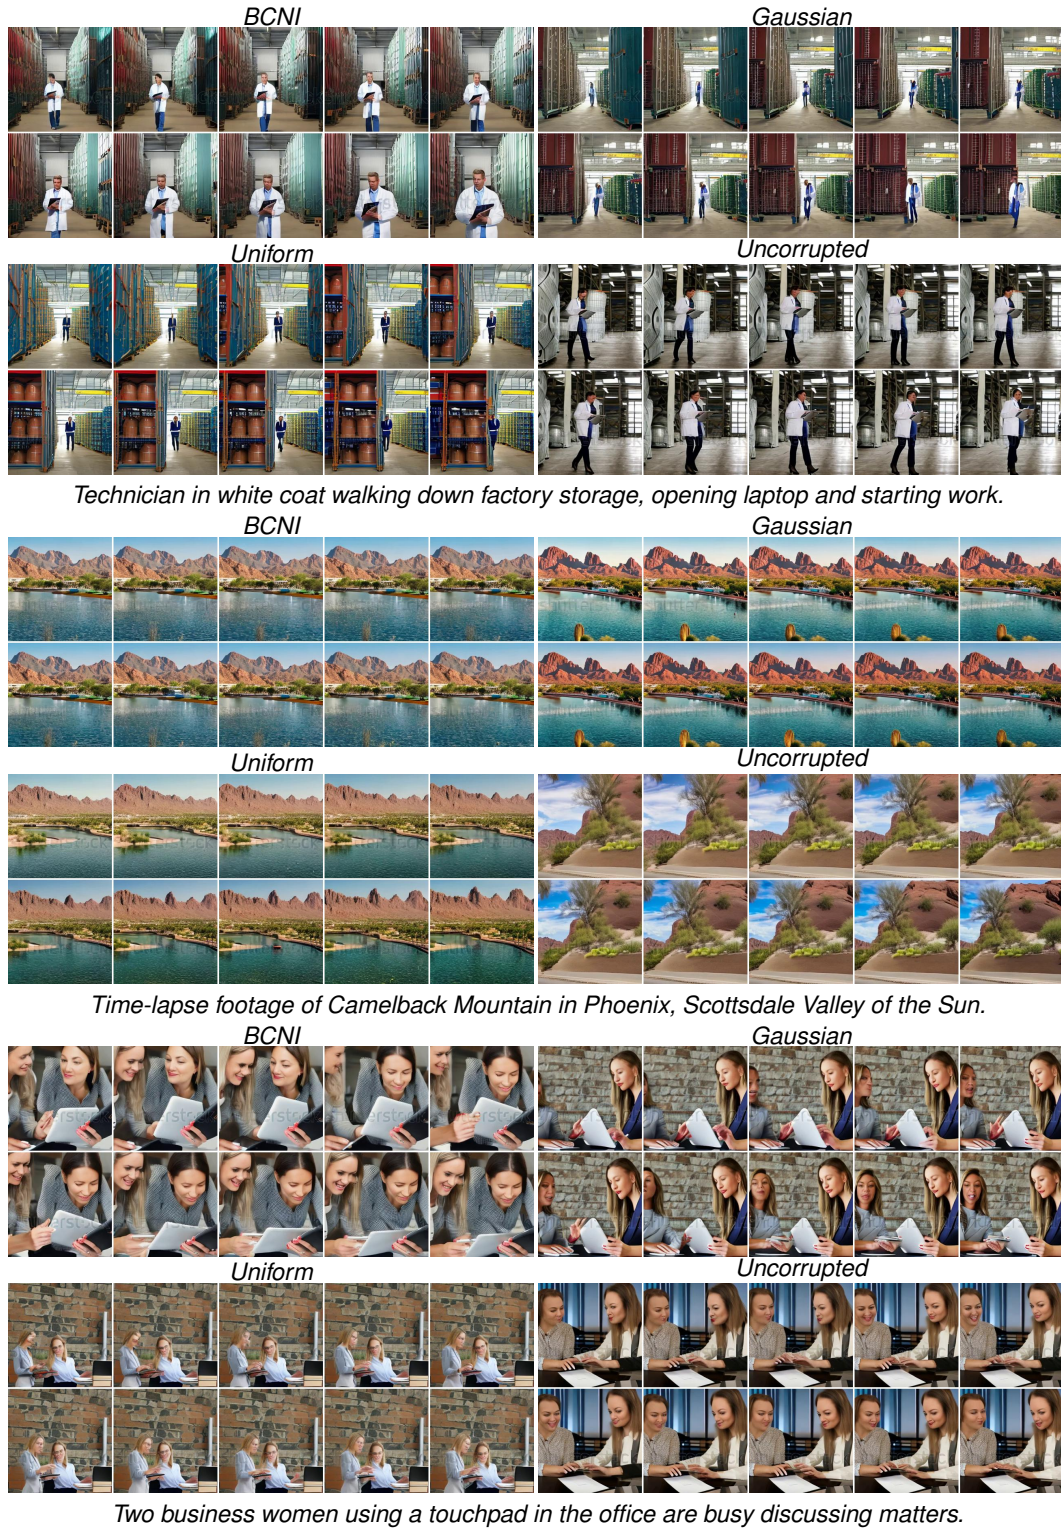 BCNI
Gaussian
Uniform
Uncorrupted
Technician in white coat walking down factory storage, opening laptop and starting work.
BCNI
Gaussian
Uniform
Uncorrupted
Time-lapse footage of Camelback Mountain in Phoenix, Scottsdale Valley of the Sun.
BCNI
Gaussian
Uniform
Uncorrupted
Two business women using a touchpad in the office are busy discussing matters.